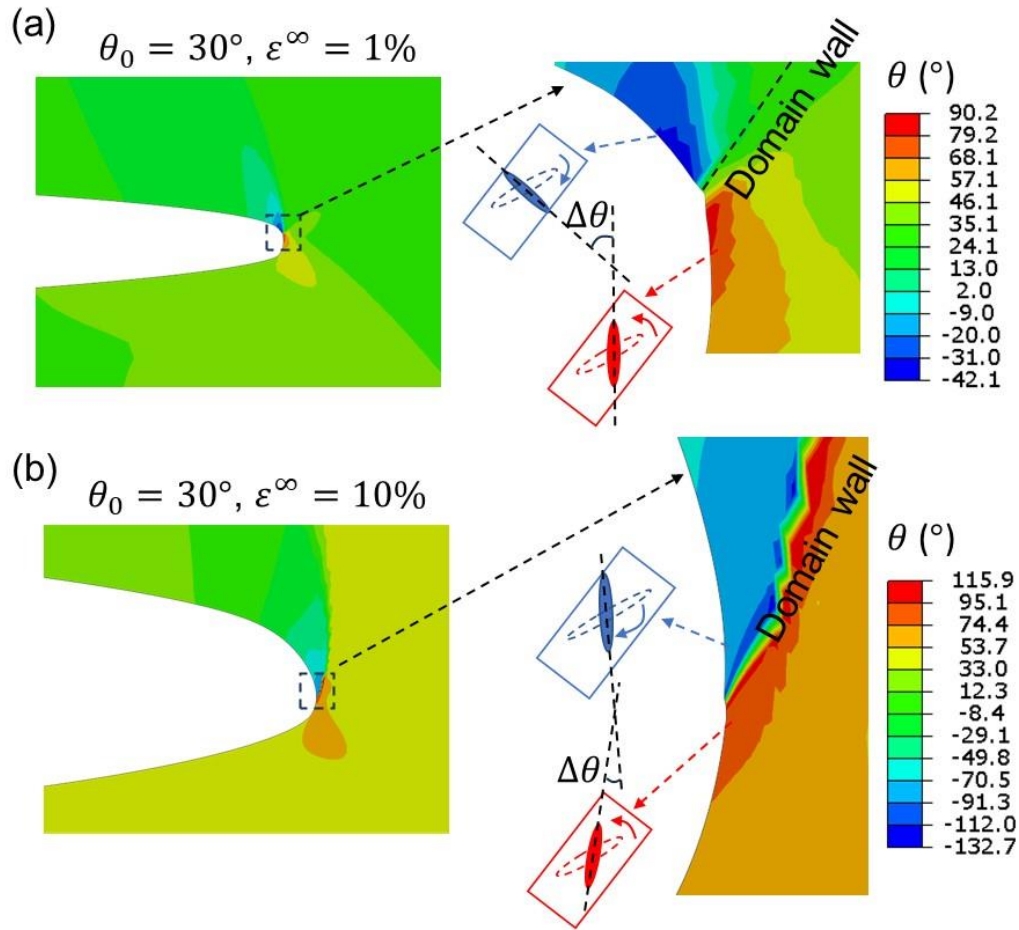 (a)
θ₀ = 30°, ε^∞ = 1%
Domain wall
Δθ
θ (°)
90.2
79.2
68.1
57.1
46.1
35.1
24.1
13.0
2.0
-9.0
-20.0
-31.0
-42.1
(b)
θ₀ = 30°, ε^∞ = 10%
Domain wall
Δθ
θ (°)
115.9
95.1
74.4
53.7
33.0
12.3
-8.4
-29.1
-49.8
-70.5
-91.3
-112.0
-132.7